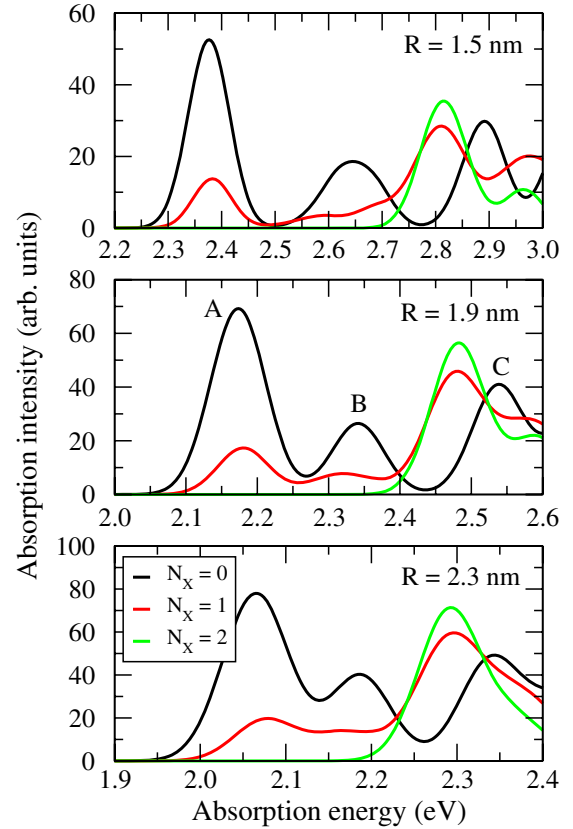 60
40
20
0
R = 1.5 nm
2.2 2.3 2.4 2.5 2.6 2.7 2.8 2.9 3.0
Absorption intensity (arb. units)
80
60
40
20
0
A
B
C
R = 1.9 nm
2.0 2.1 2.2 2.3 2.4 2.5 2.6
100
80
60
40
20
0
N_X = 0
N_X = 1
N_X = 2
R = 2.3 nm
1.9 2.0 2.1 2.2 2.3 2.4
Absorption energy (eV)